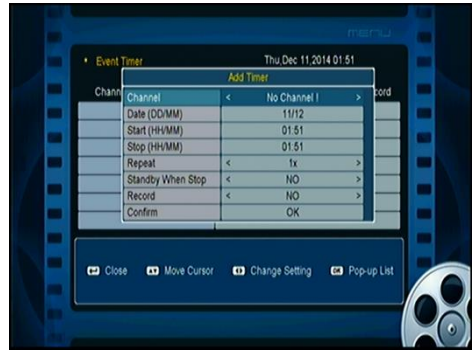 menu
Event Timer Thu,Dec 11,2014 01:51
Add Timer
Chann cord
Channel < No Channel ! >
Date (DD/MM) 11/12
Start (HH/MM) 01:51
Stop (HH/MM) 01:51
Repeat < 1x >
Standby When Stop < NO >
Record < NO >
Confirm OK
Close Move Cursor Change Setting OK Pop-up List